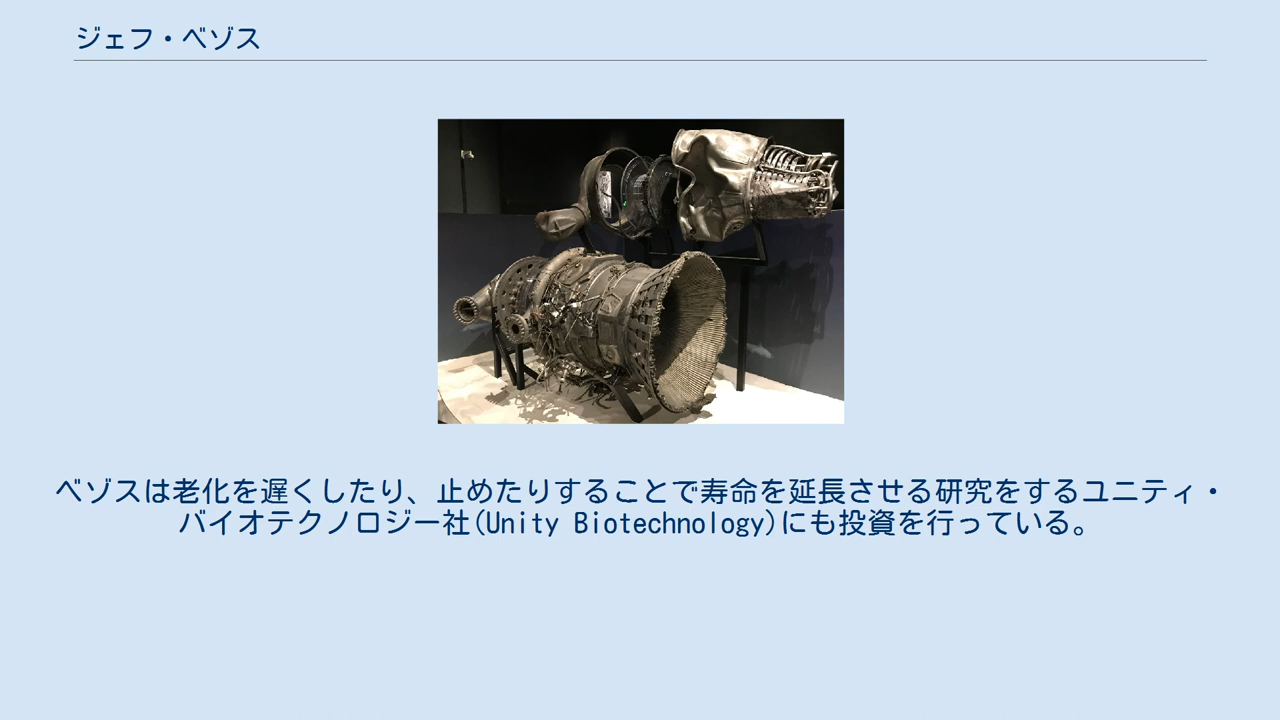 ジェフ・ベゾス
ベゾスは老化を遅くしたり、止めたりすることで寿命を延長させる研究をするユニティ・
バイオテクノロジー社(Unity Biotechnology)にも投資を行っている。